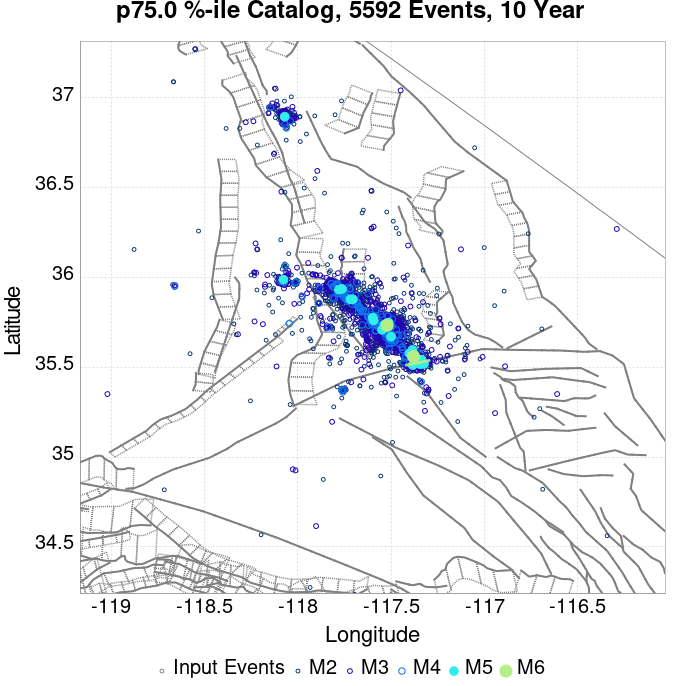 p75.0 %-ile Catalog, 5592 Events, 10 Year
37
36.5
36
35.5
35
34.5
Latitude
-119
-118.5
-118
-117.5
-117
-116.5
Longitude
Input Events
M2
M3
M4
M5
M6